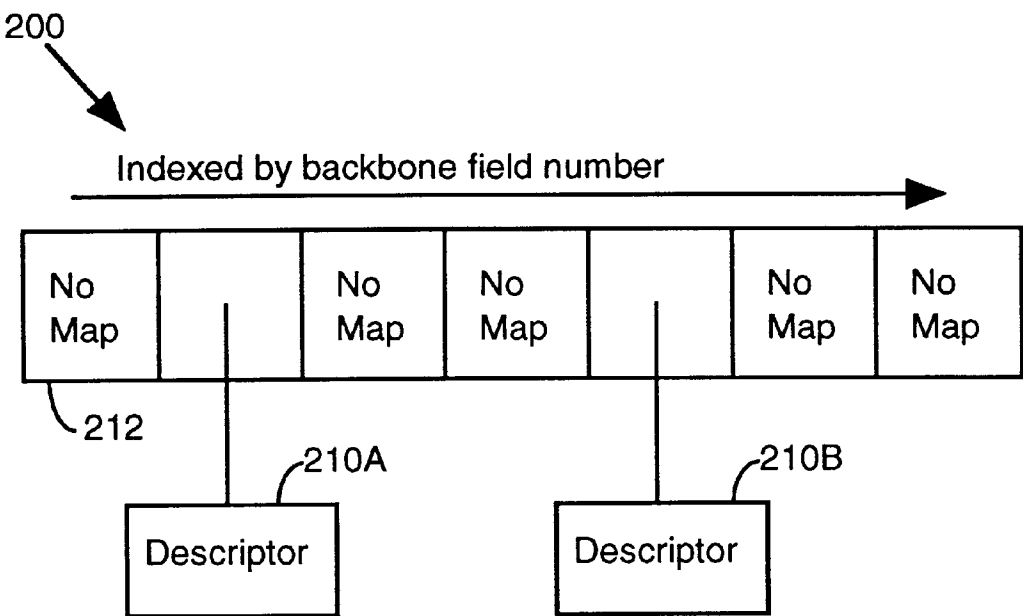 200
Indexed by backbone field number
No
Map
No
Map
No
Map
No
Map
No
Map
212
210A
210B
Descriptor
Descriptor